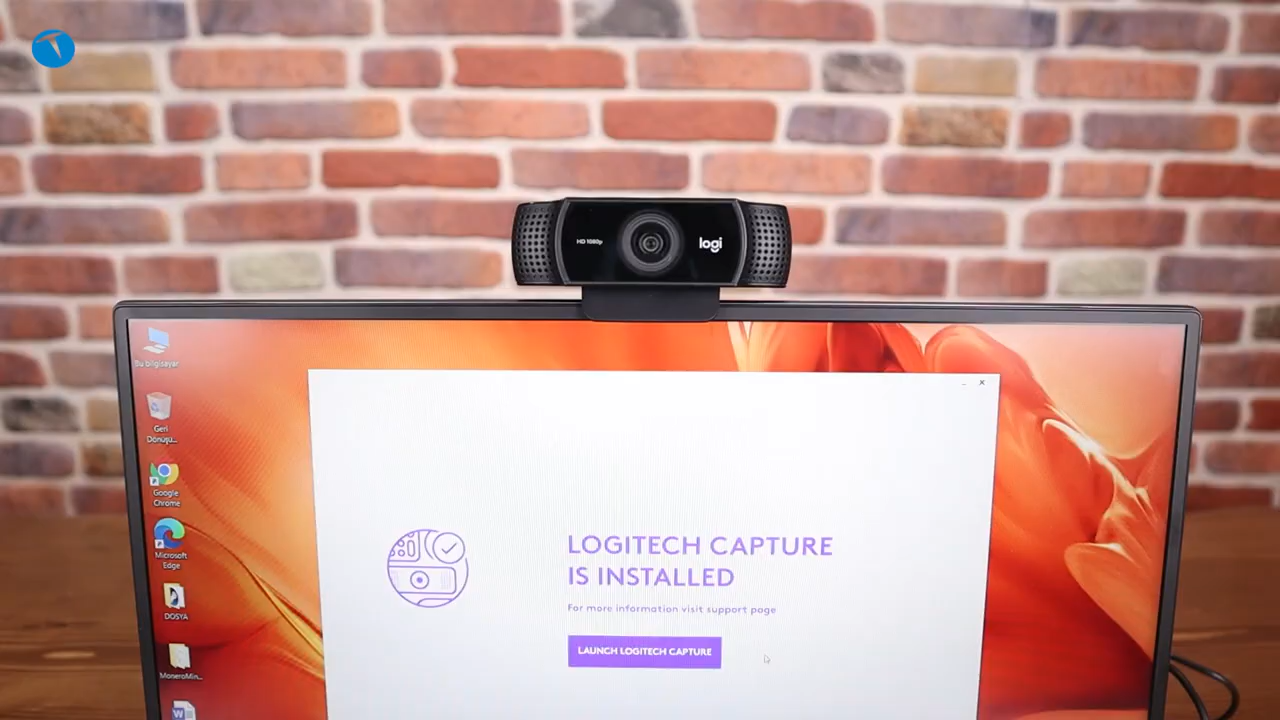 HD 1080p
logi
Bu bilgisayar
Geri
Dönüşü...
Google
Chrome
Microsoft
Edge
DOSYA
MoneroMin...
W
LOGITECH CAPTURE
IS INSTALLED
For more information visit support page
LAUNCH LOGITECH CAPTURE